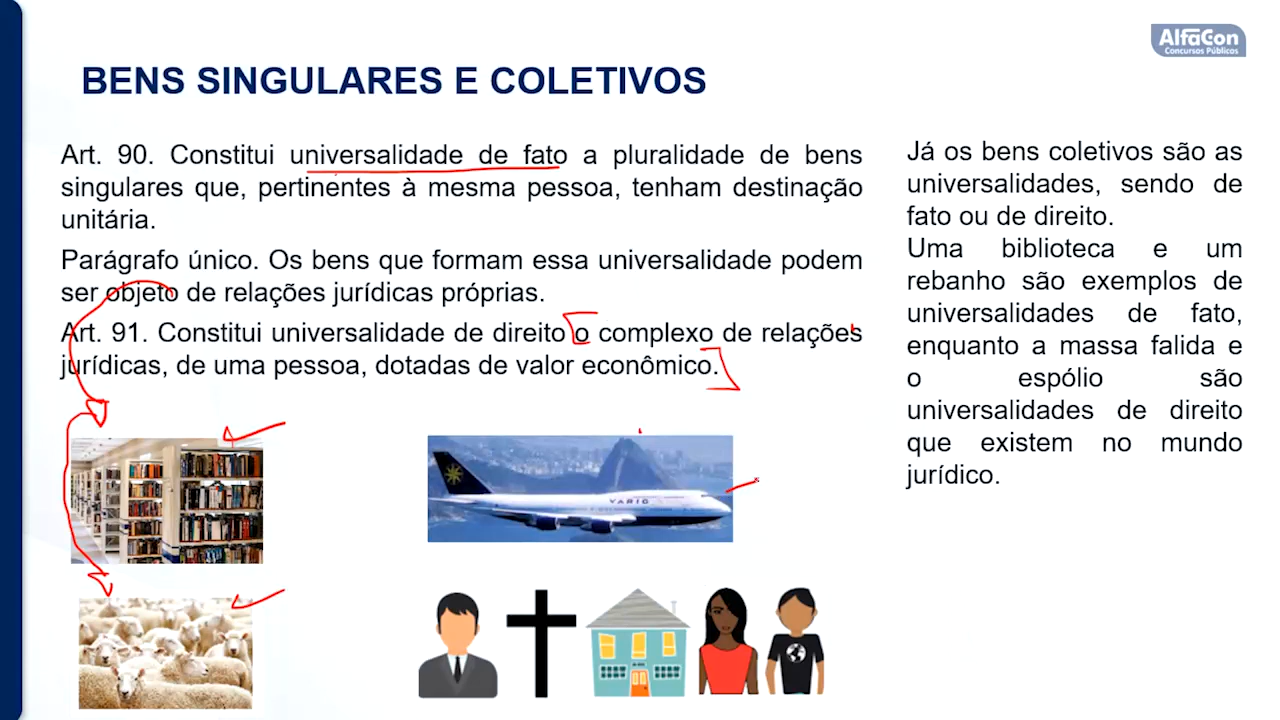 AlfaCon
Concursos Públicos
BENS SINGULARES E COLETIVOS
Art. 90. Constitui universalidade de fato a pluralidade de bens
singulares que, pertinentes à mesma pessoa, tenham destinação
unitária.
Parágrafo único. Os bens que formam essa universalidade podem
ser objeto de relações jurídicas próprias.
Art. 91. Constitui universalidade de direito o complexo de relações
jurídicas, de uma pessoa, dotadas de valor econômico.
Já os bens coletivos são as
universalidades, sendo de
fato ou de direito.
Uma biblioteca e um
rebanho são exemplos de
universalidades de fato,
enquanto a massa falida e
o espólio são
universalidades de direito
que existem no mundo
jurídico.
VARIG